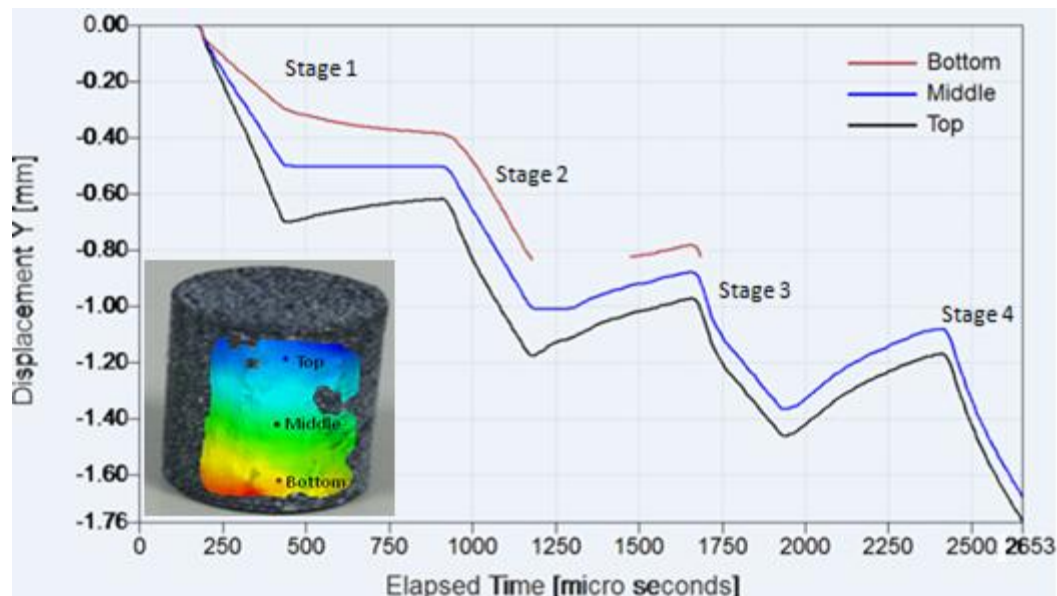 0.00
-0.20
-0.40
-0.60
-0.80
-1.00
-1.20
-1.40
-1.60
-1.76
Displacement Y [mm]
Stage 1
Stage 2
Stage 3
Stage 4
Bottom
Middle
Top
Top
Middle
Bottom
0 250 500 750 1000 1250 1500 1750 2000 2250 2500 2653
Elapsed Time [micro seconds]